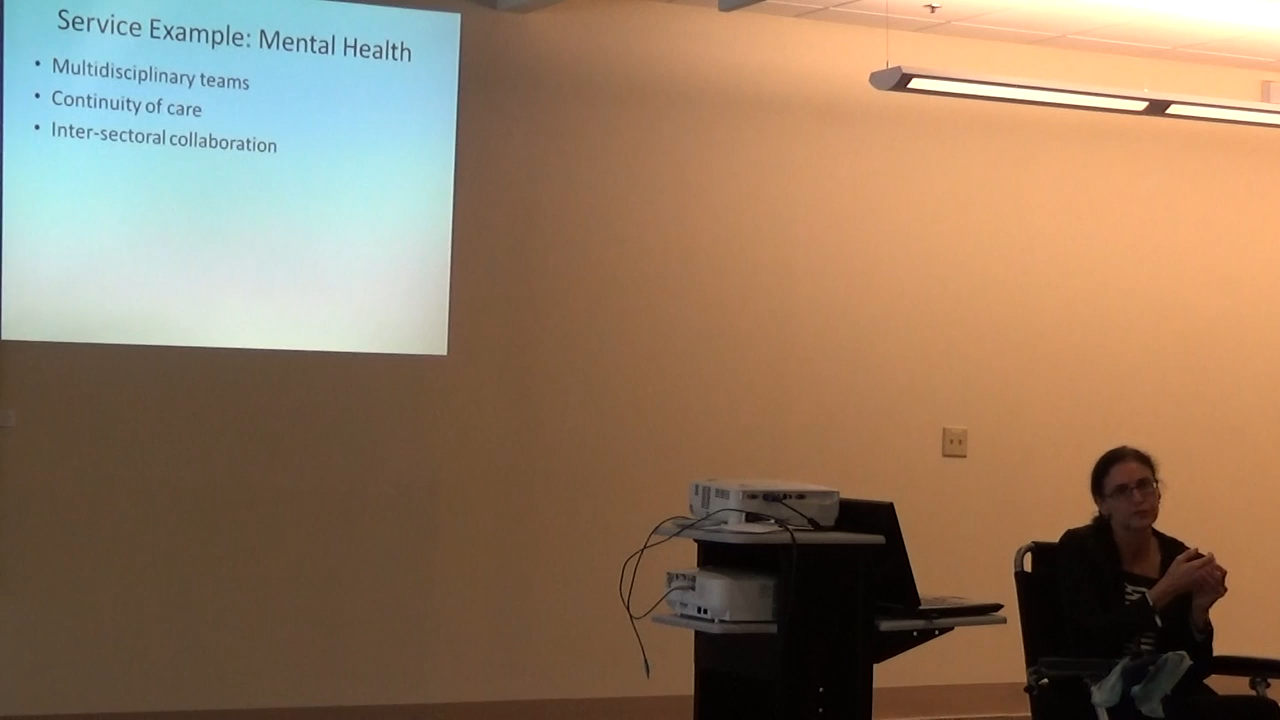 Service Example: Mental Health
• Multidisciplinary teams
• Continuity of care
• Inter-sectoral collaboration